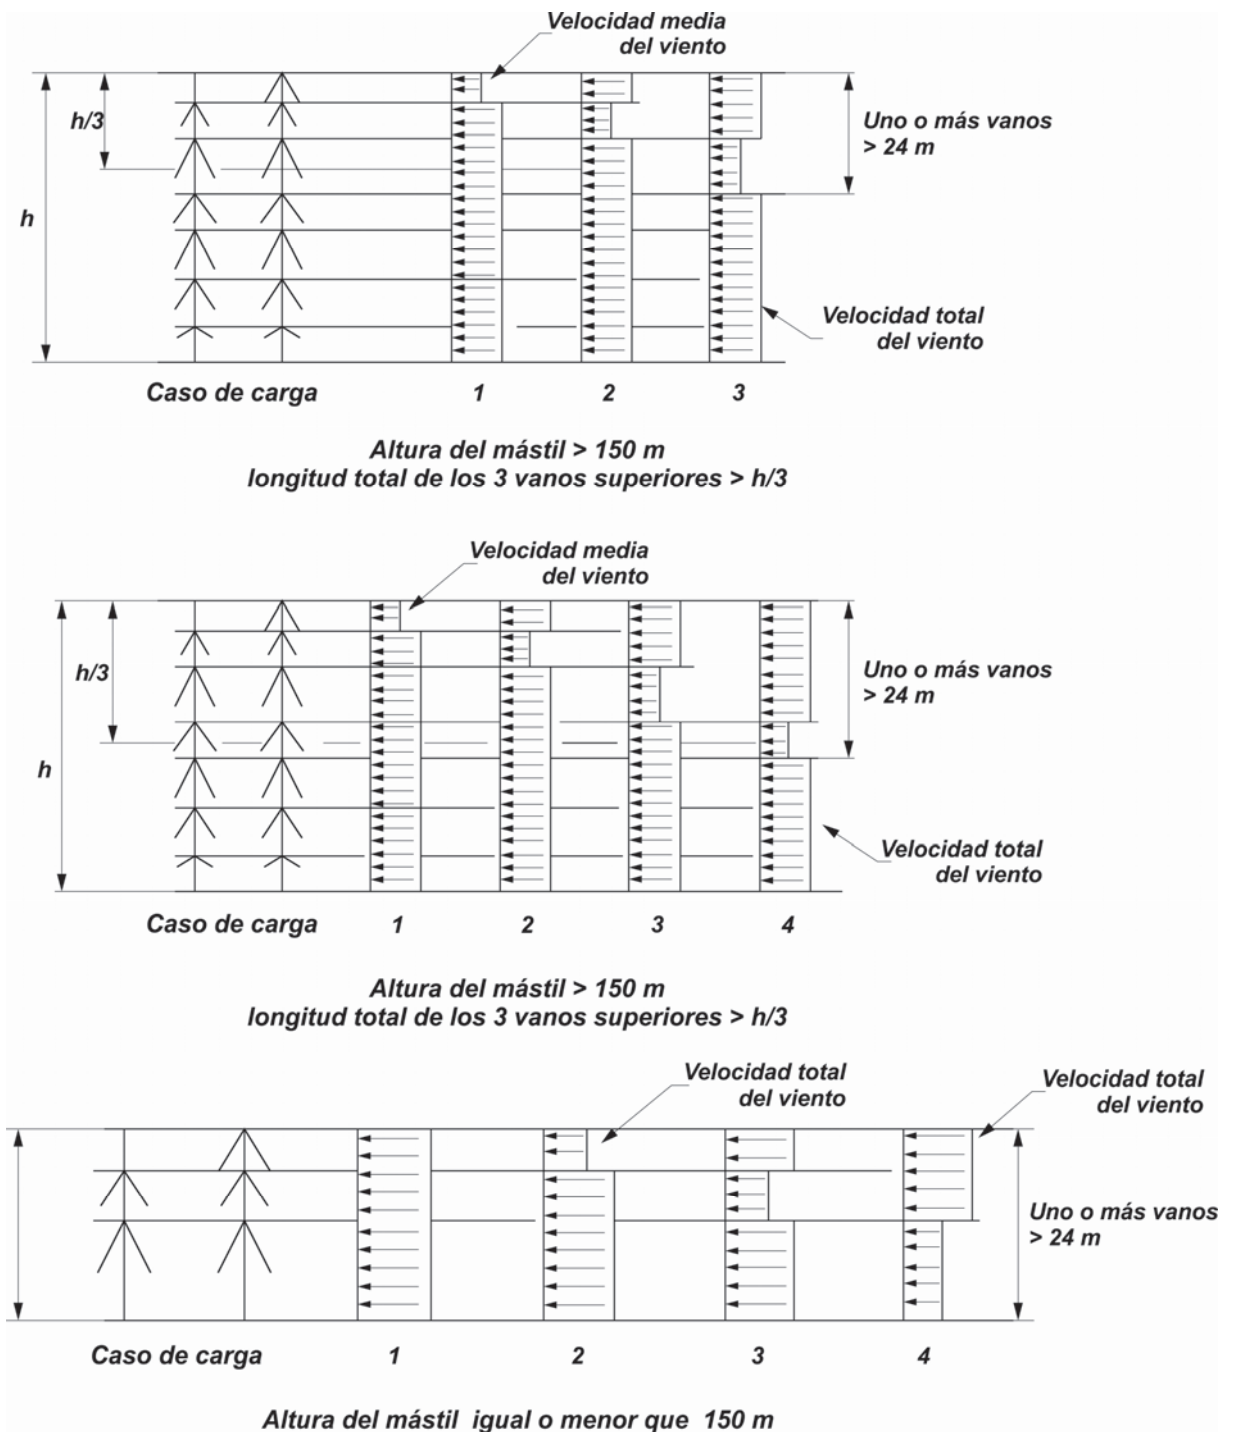 Velocidad media
del viento
h/3
Uno o más vanos
> 24 m
h
Velocidad total
del viento
Caso de carga 1 2 3
Altura del mástil > 150 m
longitud total de los 3 vanos superiores > h/3
Velocidad media
del viento
h/3
Uno o más vanos
> 24 m
h
Velocidad total
del viento
Caso de carga 1 2 3 4
Altura del mástil > 150 m
longitud total de los 3 vanos superiores > h/3
Velocidad total
del viento
Velocidad total
del viento
Uno o más vanos
> 24 m
Caso de carga 1 2 3 4
Altura del mástil igual o menor que 150 m